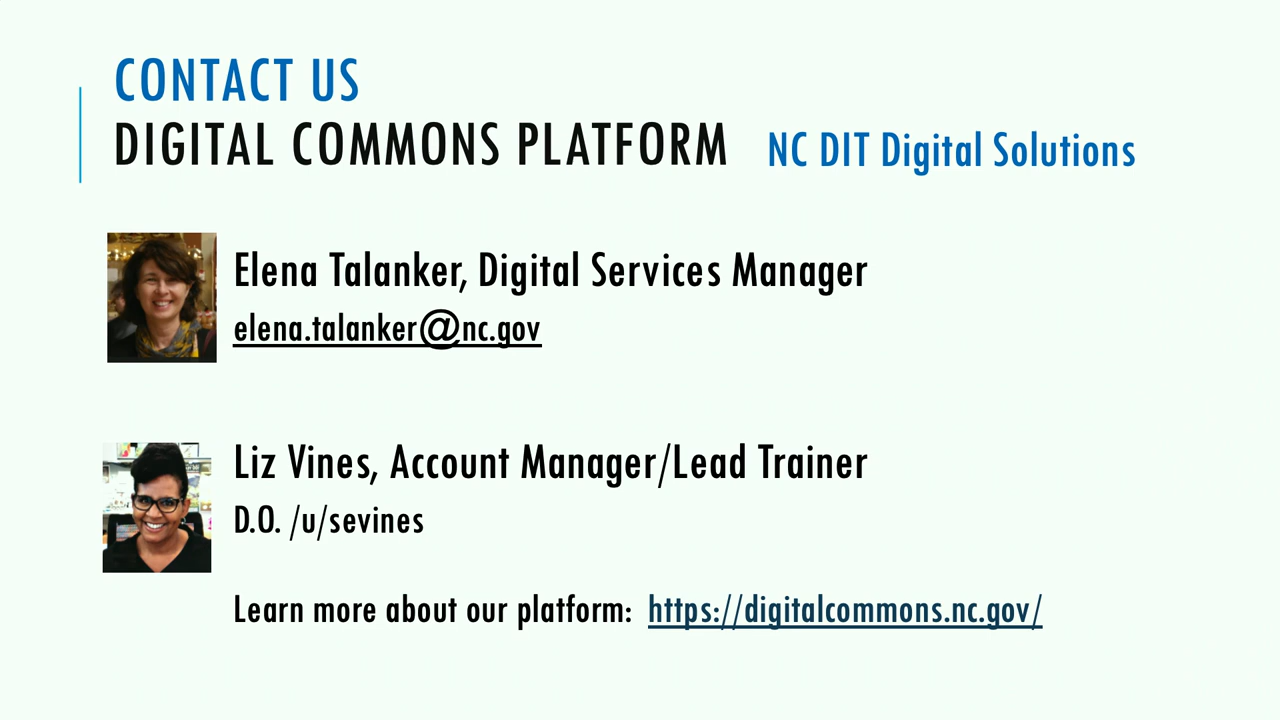 CONTACT US
DIGITAL COMMONS PLATFORM NC DIT Digital Solutions
Elena Talanker, Digital Services Manager
elena.talanker@nc.gov
Liz Vines, Account Manager/Lead Trainer
D.O. /u/sevines
Learn more about our platform: https://digitalcommons.nc.gov/